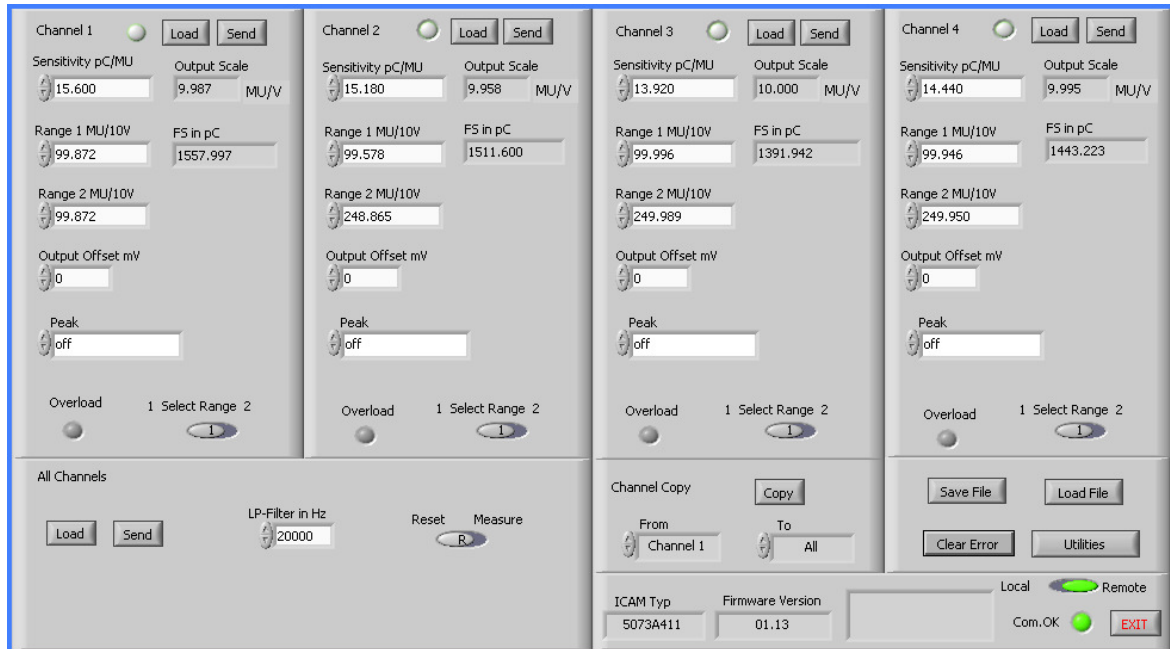 Channel 1 Load Send
Sensitivity pC/MU Output Scale
15.600 9.987 MU/V
Range 1 MU/10V FS in pC
99.872 1557.997
Range 2 MU/10V
99.872
Output Offset mV
0
Peak
off
Overload 1 Select Range 2
1
Channel 2 Load Send
Sensitivity pC/MU Output Scale
15.180 9.958 MU/V
Range 1 MU/10V FS in pC
99.578 1511.600
Range 2 MU/10V
248.865
Output Offset mV
0
Peak
off
Overload 1 Select Range 2
1
Channel 3 Load Send
Sensitivity pC/MU Output Scale
13.920 10.000 MU/V
Range 1 MU/10V FS in pC
99.996 1391.942
Range 2 MU/10V
249.989
Output Offset mV
0
Peak
off
Overload 1 Select Range 2
1
Channel 4 Load Send
Sensitivity pC/MU Output Scale
14.440 9.995 MU/V
Range 1 MU/10V FS in pC
99.946 1443.223
Range 2 MU/10V
249.950
Output Offset mV
0
Peak
off
Overload 1 Select Range 2
1
All Channels
LP-Filter in Hz Reset Measure
Load Send 20000 R
Channel Copy Copy
From To
Channel 1 All
Save File Load File
Clear Error Utilities
ICAM Typ Firmware Version
5073A411 01.13
Local Remote
Com.OK EXIT